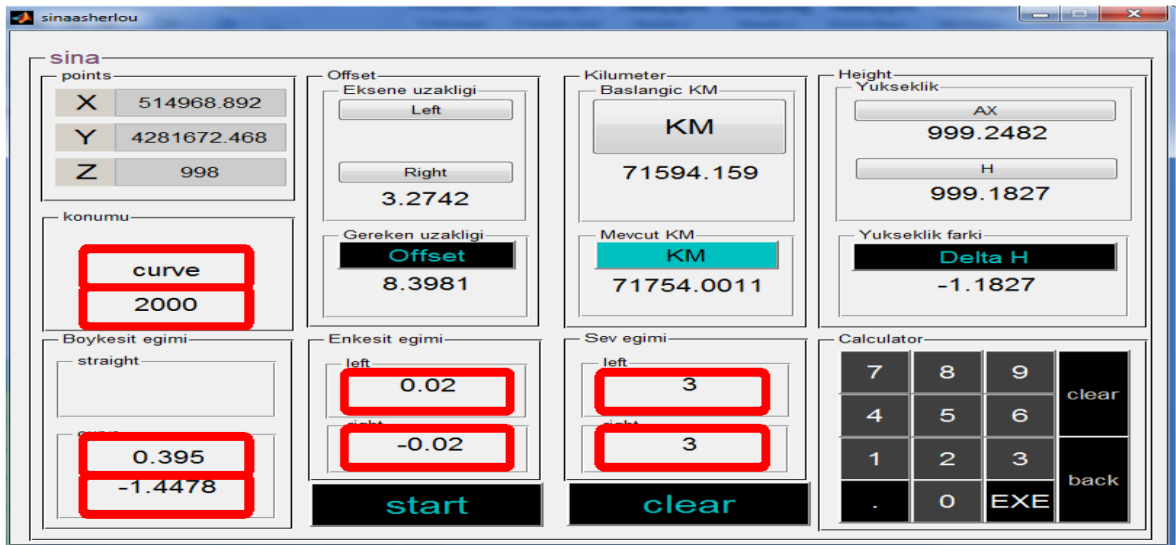 sinaasherlou
sina
points
X 514968.892
Y 4281672.468
Z 998
konumu
curve
2000
Boykesit egimi
straight
0.395
-1.4478
Offset
Eksene uzakligi
Left
Right
3.2742
Gereken uzakligi
Offset
8.3981
Enkesit egimi
left
0.02
right
-0.02
start
Kilumeter
Baslangic KM
KM
71594.159
Mevcut KM
KM
71754.0011
Sev egimi
left
3
right
3
clear
Height
Yukseklik
AX
999.2482
H
999.1827
Yukseklik farki
Delta H
-1.1827
Calculator
7 8 9 clear
4 5 6
1 2 3 back
. 0 EXE